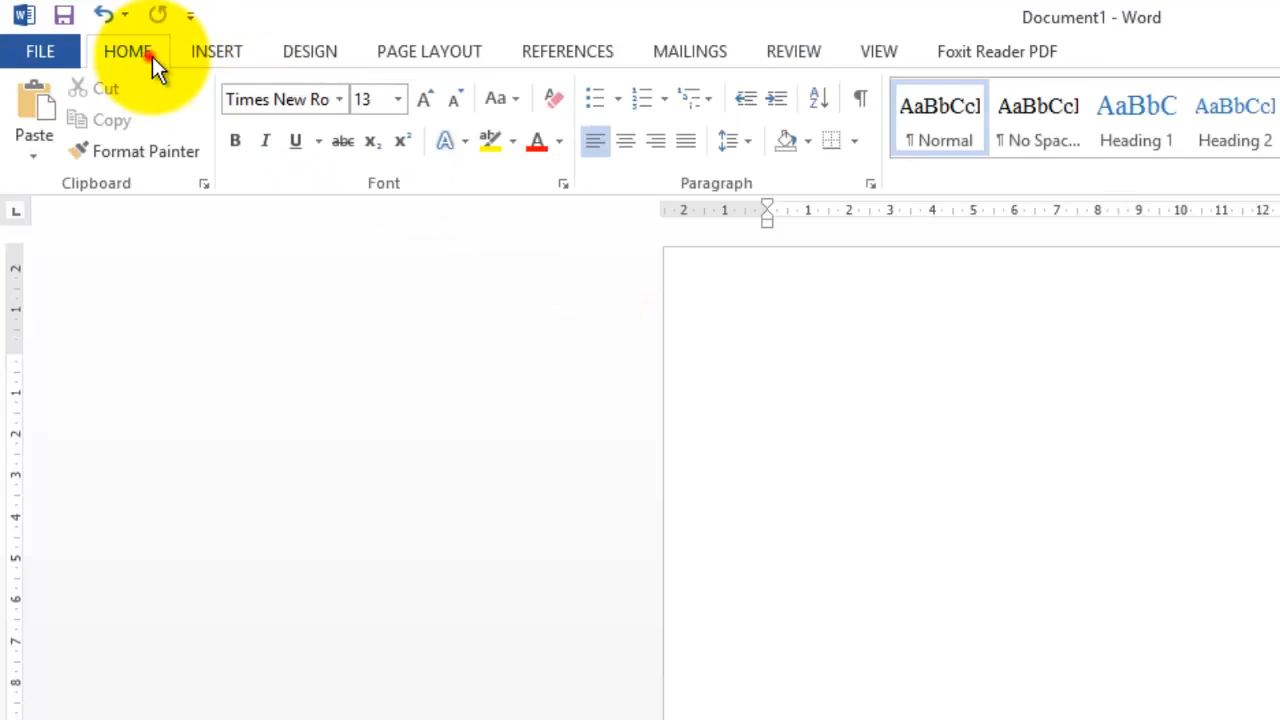 Document1 - Word
FILE HOME INSERT DESIGN PAGE LAYOUT REFERENCES MAILINGS REVIEW VIEW Foxit Reader PDF
Paste
Cut
Copy
Format Painter
Clipboard
Times New Ro 13 Aa
B I U abc x₂ x² A aby A
Font
A Z ¶
Paragraph
AaBbCcI AaBbCcI AaBbC AaBbCcI
¶ Normal ¶ No Spac... Heading 1 Heading 2
L
2 1 1 2 3 4 5 6 7 8 9 10 11 12
2
1
1
2
3
4
5
6
7
8